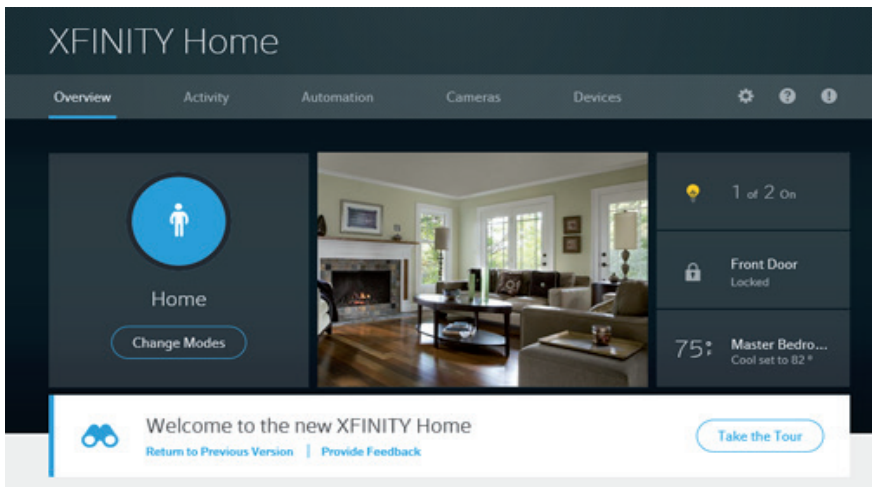 XFINITY Home
Overview Activity Automation Cameras Devices
1 of 2 On
Front Door
Locked
Home
Change Modes
75° F Master Bedro...
Cool set to 82°
Welcome to the new XFINITY Home
Return to Previous Version | Provide Feedback
Take the Tour